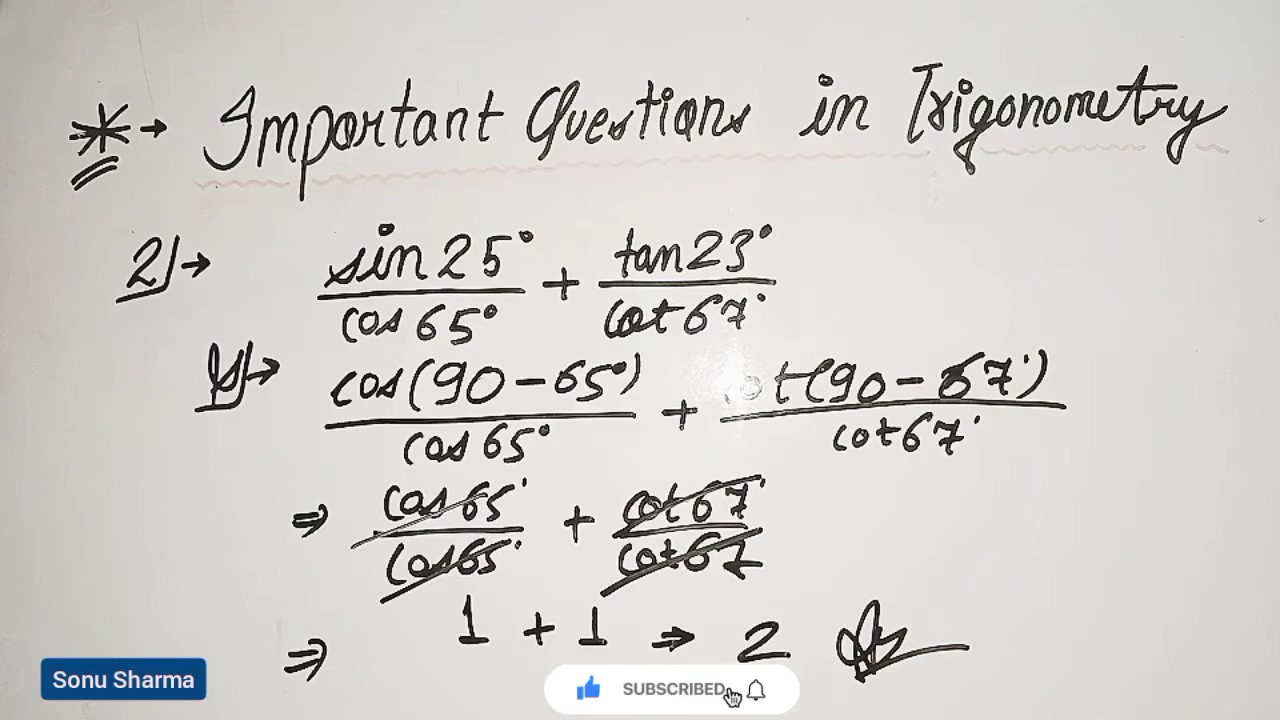 * → Important Questions in Trigonometry
2) → sin25° / cos65° + tan23° / cot67°
S) → cos(90-65°) / cos65° + cot(90-67°) / cot67°
⇒ cos65° / cos65° + cot67° / cot67
⇒ 1 + 1 → 2
Sonu Sharma
SUBSCRIBED